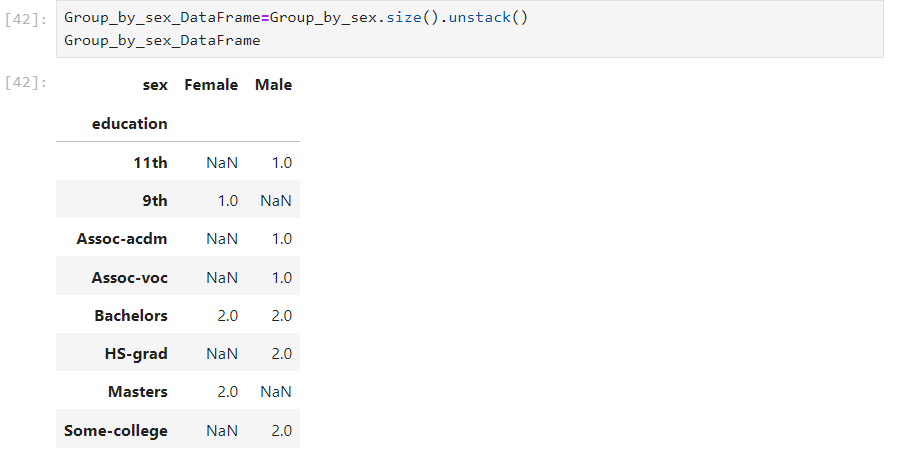 [42]: Group_by_sex_DataFrame=Group_by_sex.size().unstack()
Group_by_sex_DataFrame
[42]: sex Female Male
education
11th NaN 1.0
9th 1.0 NaN
Assoc-acdm NaN 1.0
Assoc-voc NaN 1.0
Bachelors 2.0 2.0
HS-grad NaN 2.0
Masters 2.0 NaN
Some-college NaN 2.0